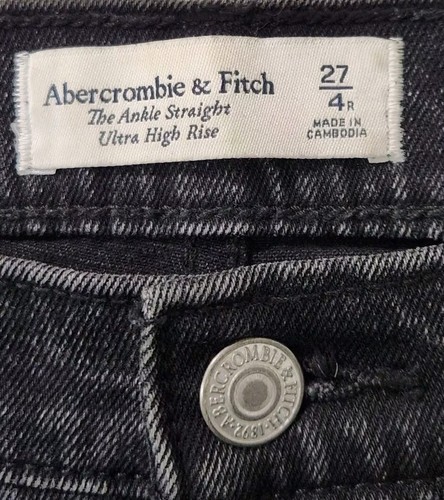 Abercrombie & Fitch
The Ankle Straight
Ultra High Rise
27
4R
MADE IN
CAMBODIA
ABERCROMBIE & FITCH · 1892 ·